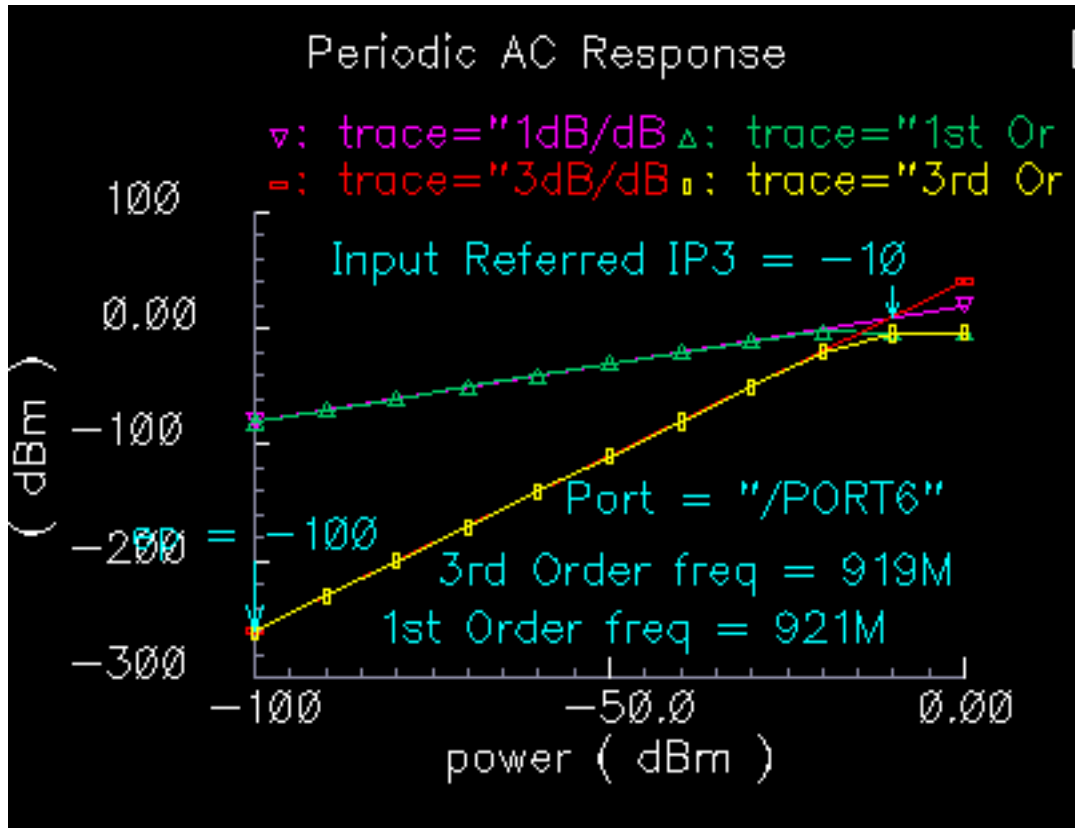 Periodic AC Response
▽: trace="1dB/dB △: trace="1st Or
▭: trace="3dB/dB ▯: trace="3rd Or
100
Input Referred IP3 = -10
0.00
-100
( dBm )
Port = "/PORT6"
= -100
-200
3rd Order freq = 919M
1st Order freq = 921M
-300
-100 -50.0 0.00
power ( dBm )